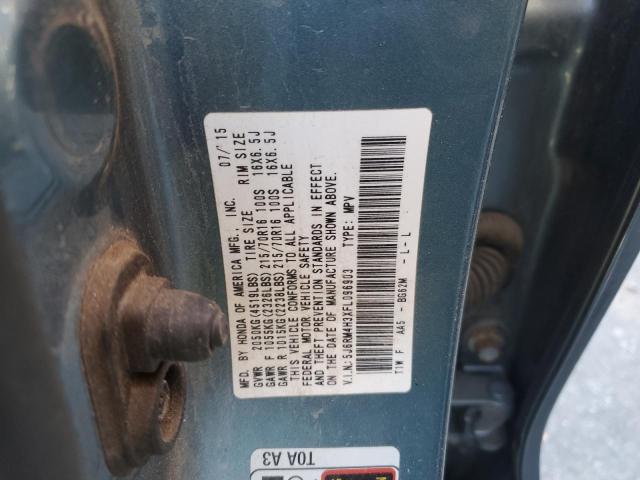 MFD. BY HONDA OF AMERICA MFG., INC. 07/15
GVWR 2050KG(4519LBS) TIRE SIZE RIM SIZE
GAWR F 1055KG(2326LBS) 215/70R16 100S 16X6.5J
GAWR R 1015KG(2238LBS) 215/70R16 100S 16X6.5J
THIS VEHICLE CONFORMS TO ALL APPLICABLE
FEDERAL MOTOR VEHICLE SAFETY
AND THEFT PREVENTION STANDARDS IN EFFECT
ON THE DATE OF MANUFACTURE SHOWN ABOVE.
V.I.N.: 5J6RM4H3XFL096903 TYPE: MPV
T1W F AA5 - BG62M - L - L
T0A A3